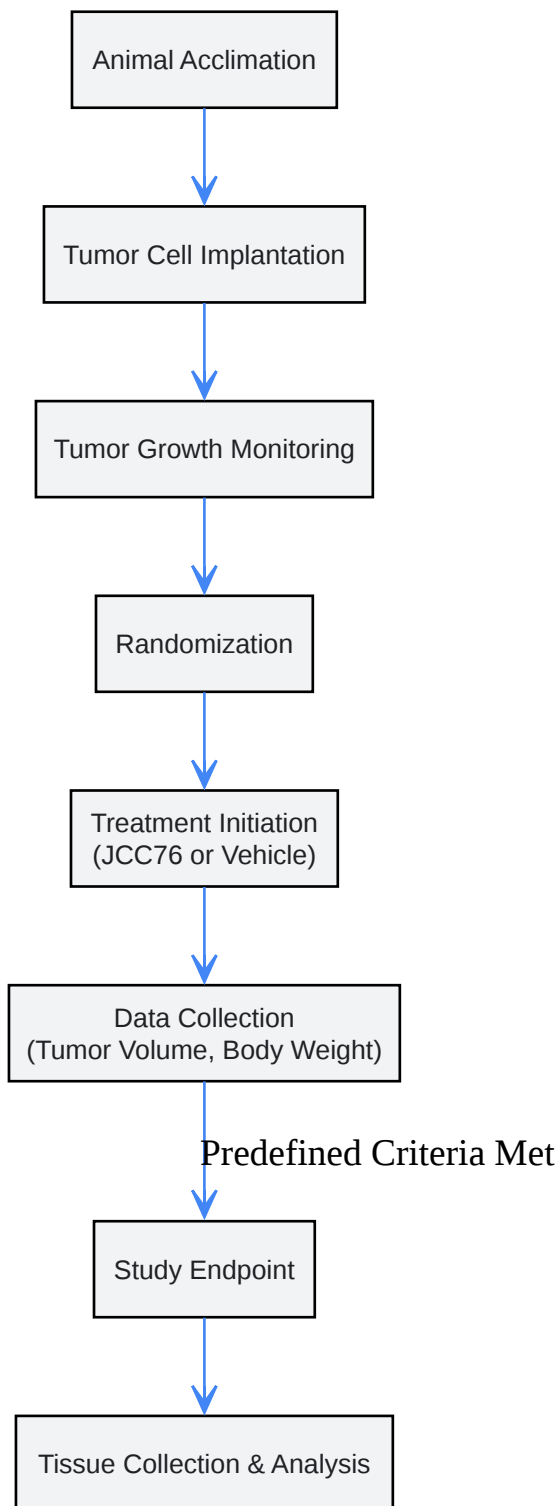 Animal Acclimation
Tumor Cell Implantation
Tumor Growth Monitoring
Randomization
Treatment Initiation
(JCC76 or Vehicle)
Data Collection
(Tumor Volume, Body Weight)
Predefined Criteria Met
Study Endpoint
Tissue Collection & Analysis